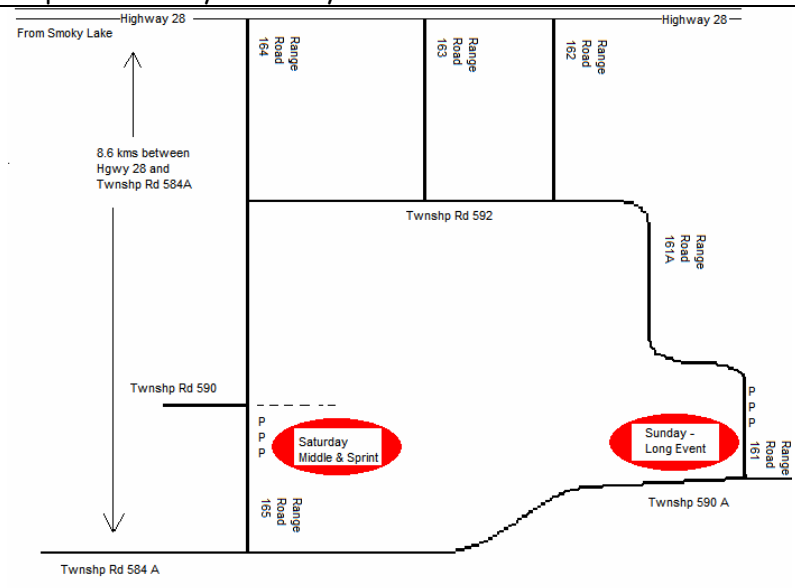 Highway 28
Highway 28
From Smoky Lake
Range
Road
164
Range
Road
163
Range
Road
162
8.6 kms between
Hgwy 28 and
Twnshp Rd 584A
Twnshp Rd 592
Range
Road
161A
Twnshp Rd 590
P
P
P
Saturday
Middle & Sprint
Sunday -
Long Event
P
P
P
Range
Road
161
Range
Road
165
Twnshp 590 A
Twnshp Rd 584 A